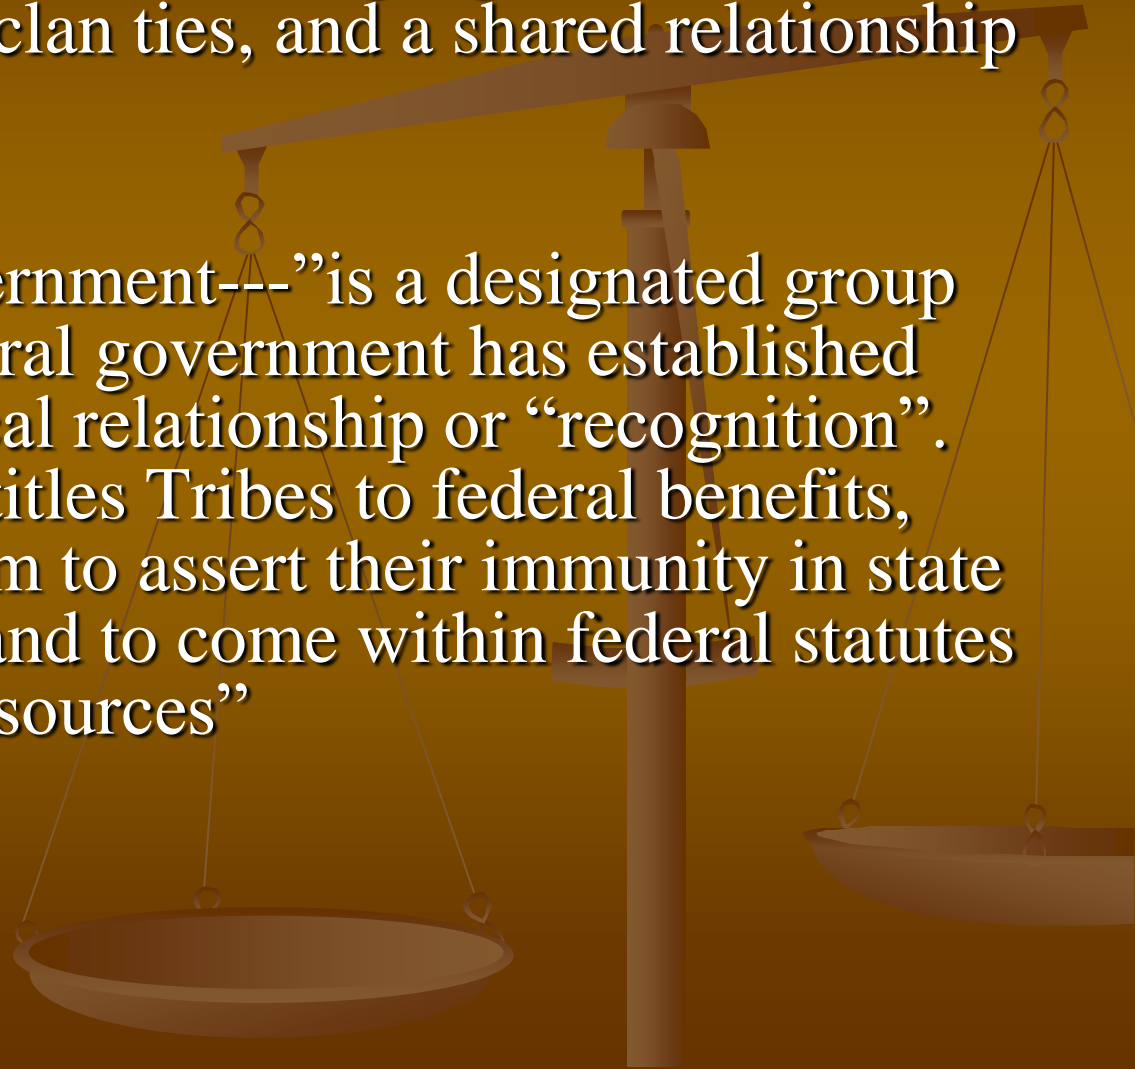 clan ties, and a shared relationship
ernment---”is a designated group
ral government has established
al relationship or “recognition”.
titles Tribes to federal benefits,
m to assert their immunity in state
and to come within federal statutes
sources”